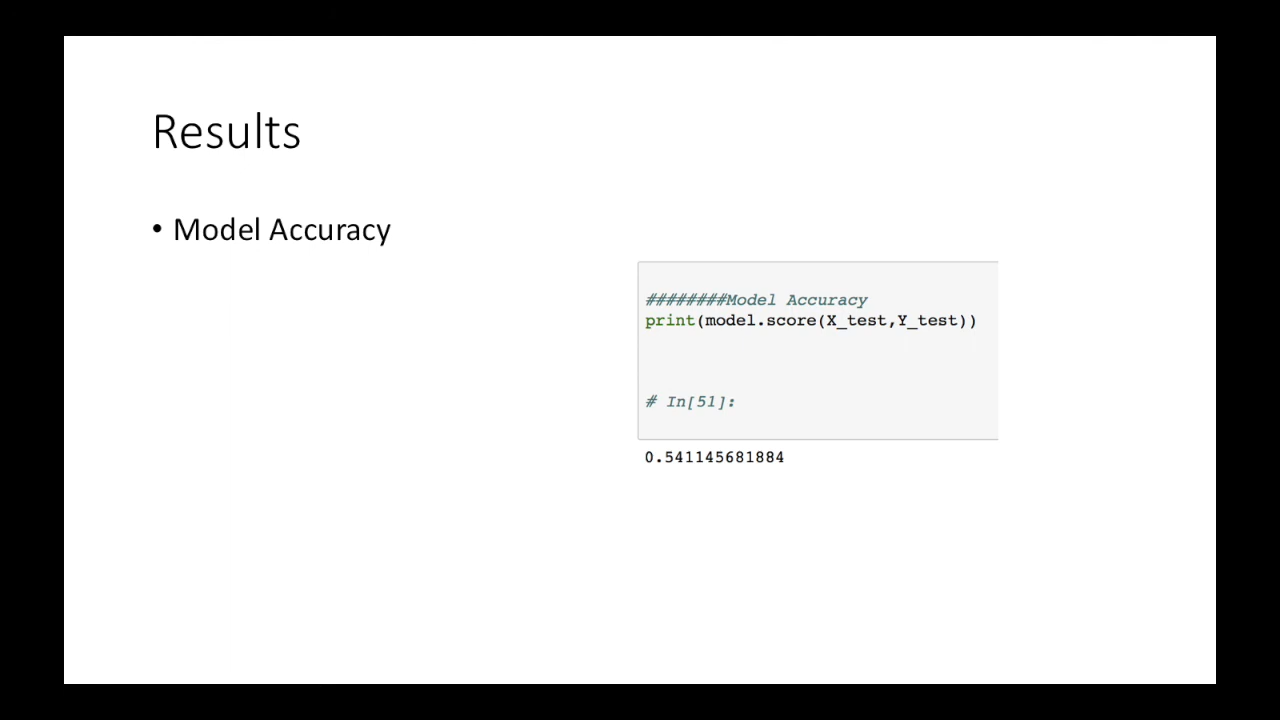 Results
• Model Accuracy
########Model Accuracy
print(model.score(X_test,Y_test))
# In[51]:
0.541145681884